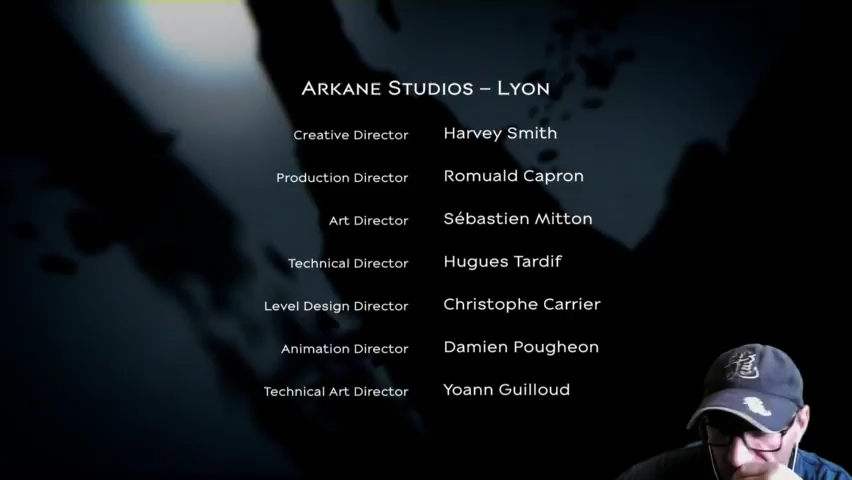 Arkane Studios – Lyon
Creative Director Harvey Smith
Production Director Romuald Capron
Art Director Sébastien Mitton
Technical Director Hugues Tardif
Level Design Director Christophe Carrier
Animation Director Damien Pougheon
Technical Art Director Yoann Guilloud